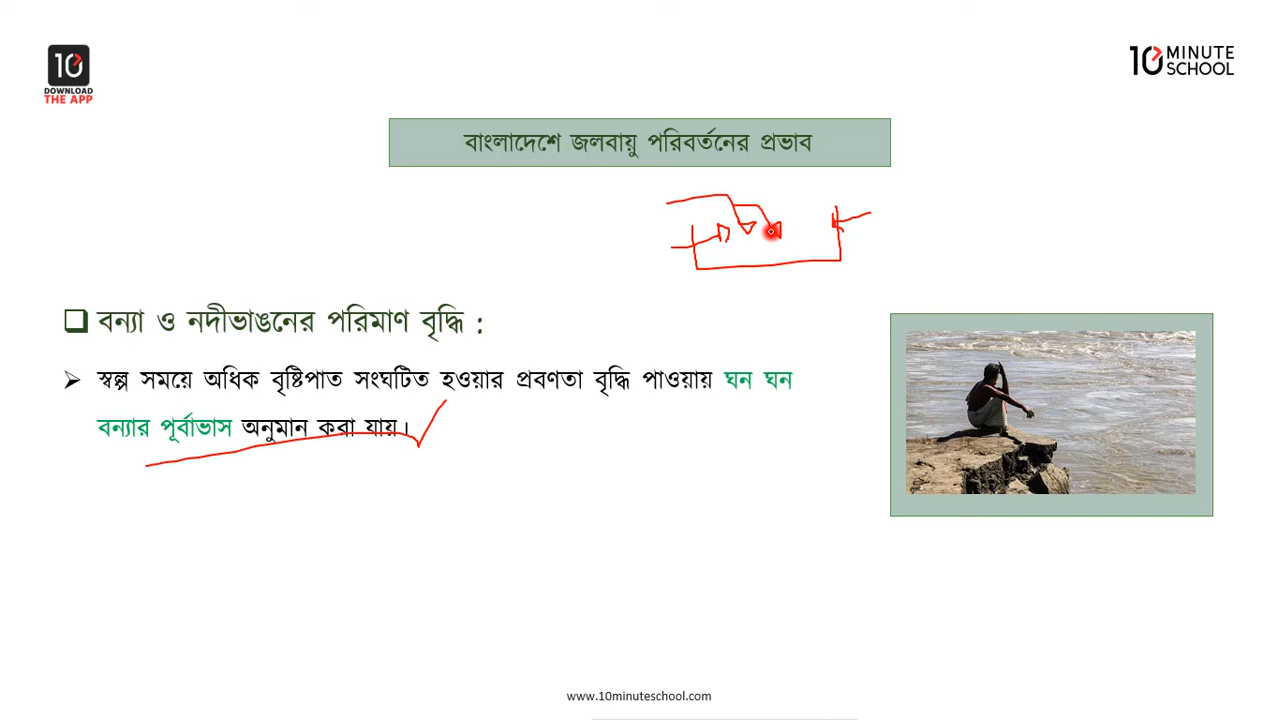 10
DOWNLOAD
THE APP
10 MINUTE
SCHOOL
বাংলাদেশে জলবায়ু পরিবর্তনের প্রভাব
❑ বন্যা ও নদীভাঙনের পরিমাণ বৃদ্ধি :
➢ স্বল্প সময়ে অধিক বৃষ্টিপাত সংঘটিত হওয়ার প্রবণতা বৃদ্ধি পাওয়ায় ঘন ঘন
বন্যার পূর্বাভাস অনুমান করা যায়।
www.10minuteschool.com